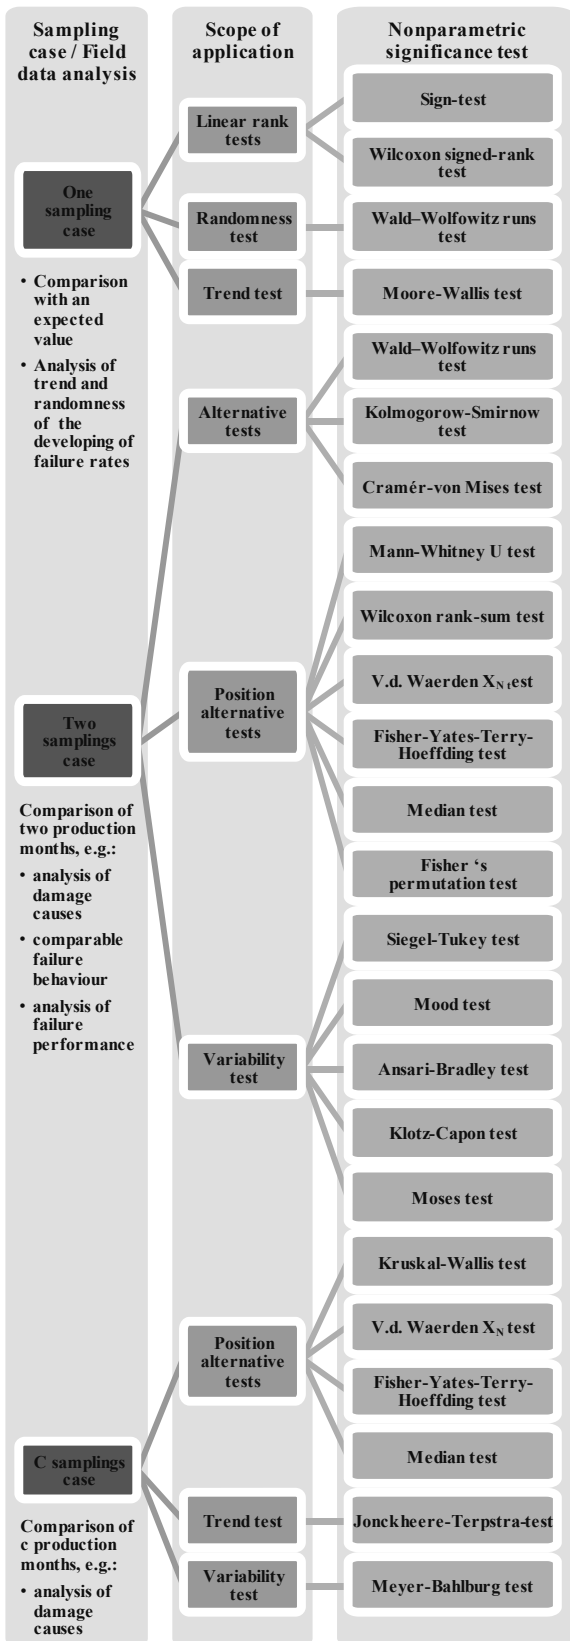 Sampling
case / Field
data analysis
Scope of
application
Nonparametric
significance test
One
sampling
case
• Comparison
with an
expected
value
• Analysis of
trend and
randomness
of the
developing of
failure rates
Linear rank
tests
Sign-test
Wilcoxon signed-rank
test
Randomness
test
Wald–Wolfowitz runs
test
Trend test
Moore-Wallis test
Two
samplings
case
Comparison of
two production
months, e.g.:
• analysis of
damage
causes
• comparable
failure
behaviour
• analysis of
failure
performance
Alternative
tests
Wald–Wolfowitz runs
test
Kolmogorow-Smirnow
test
Cramér-von Mises test
Position
alternative
tests
Mann-Whitney U test
Wilcoxon rank-sum test
V.d. Waerden XN test
Fisher-Yates-Terry-
Hoeffding test
Median test
Fisher ‘s
permutation test
Variability
test
Siegel-Tukey test
Mood test
Ansari-Bradley test
Klotz-Capon test
Moses test
C samplings
case
Comparison of
c production
months, e.g.:
• analysis of
damage
causes
Position
alternative
tests
Kruskal-Wallis test
V.d. Waerden XN test
Fisher-Yates-Terry-
Hoeffding test
Median test
Trend test
Jonckheere-Terpstra-test
Variability
test
Meyer-Bahlburg test